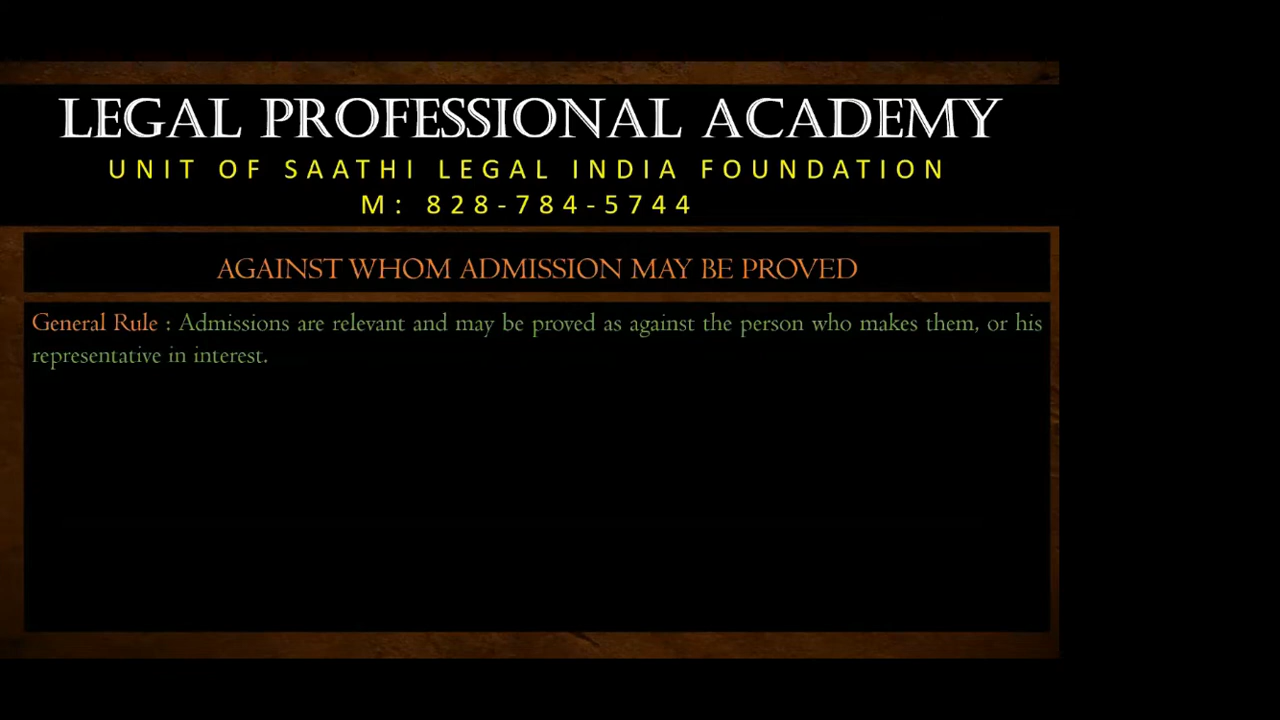 LEGAL PROFESSIONAL ACADEMY
UNIT OF SAATHI LEGAL INDIA FOUNDATION
M: 828-784-5744
AGAINST WHOM ADMISSION MAY BE PROVED
General Rule : Admissions are relevant and may be proved as against the person who makes them, or his
representative in interest.